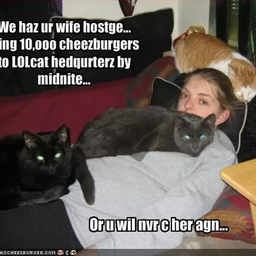 We haz ur wife hostge...
ing 10,000 cheezburgers
to LOLcat hedqurterz by
midnite...
Or u wil nvr c her agn...